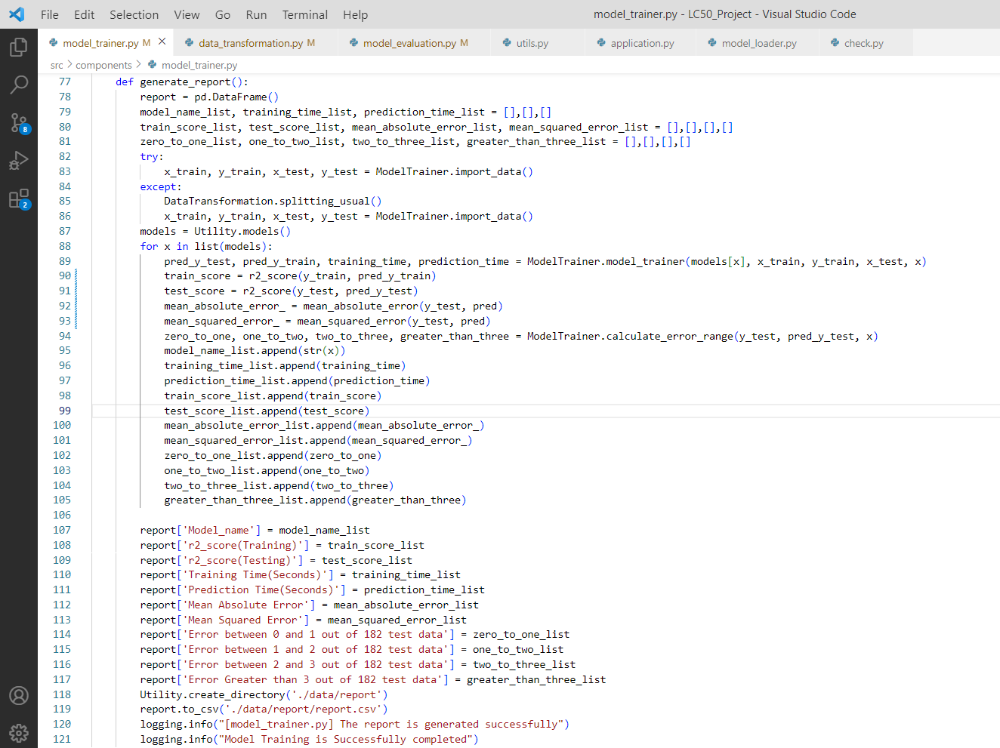 File Edit Selection View Go Run Terminal Help model_trainer.py - LC50_Project - Visual Studio Code
model_trainer.py M data_transformation.py M model_evaluation.py M utils.py application.py model_loader.py check.py
src > components > model_trainer.py
77 def generate_report():
78 report = pd.DataFrame()
79 model_name_list, training_time_list, prediction_time_list = [],[],[]
80 train_score_list, test_score_list, mean_absolute_error_list, mean_squared_error_list = [],[],[],[]
81 zero_to_one_list, one_to_two_list, two_to_three_list, greater_than_three_list = [],[],[],[]
82 try:
83 x_train, y_train, x_test, y_test = ModelTrainer.import_data()
84 except:
85 DataTransformation.splitting_usual()
86 x_train, y_train, x_test, y_test = ModelTrainer.import_data()
87 models = Utility.models()
88 for x in list(models):
89 pred_y_test, pred_y_train, training_time, prediction_time = ModelTrainer.model_trainer(models[x], x_train, y_train, x_test, x)
90 train_score = r2_score(y_train, pred_y_train)
91 test_score = r2_score(y_test, pred_y_test)
92 mean_absolute_error_ = mean_absolute_error(y_test, pred)
93 mean_squared_error_ = mean_squared_error(y_test, pred)
94 zero_to_one, one_to_two, two_to_three, greater_than_three = ModelTrainer.calculate_error_range(y_test, pred_y_test, x)
95 model_name_list.append(str(x))
96 training_time_list.append(training_time)
97 prediction_time_list.append(prediction_time)
98 train_score_list.append(train_score)
99 test_score_list.append(test_score)
100 mean_absolute_error_list.append(mean_absolute_error_)
101 mean_squared_error_list.append(mean_squared_error_)
102 zero_to_one_list.append(zero_to_one)
103 one_to_two_list.append(one_to_two)
104 two_to_three_list.append(two_to_three)
105 greater_than_three_list.append(greater_than_three)
106
107 report['Model_name'] = model_name_list
108 report['r2_score(Training)'] = train_score_list
109 report['r2_score(Testing)'] = test_score_list
110 report['Training Time(Seconds)'] = training_time_list
111 report['Prediction Time(Seconds)'] = prediction_time_list
112 report['Mean Absolute Error'] = mean_absolute_error_list
113 report['Mean Squared Error'] = mean_squared_error_list
114 report['Error between 0 and 1 out of 182 test data'] = zero_to_one_list
115 report['Error between 1 and 2 out of 182 test data'] = one_to_two_list
116 report['Error between 2 and 3 out of 182 test data'] = two_to_three_list
117 report['Error Greater than 3 out of 182 test data'] = greater_than_three_list
118 Utility.create_directory('./data/report')
119 report.to_csv('./data/report/report.csv')
120 logging.info("[model_trainer.py] The report is generated successfully")
121 logging.info("Model Training is Successfully completed")
8
2